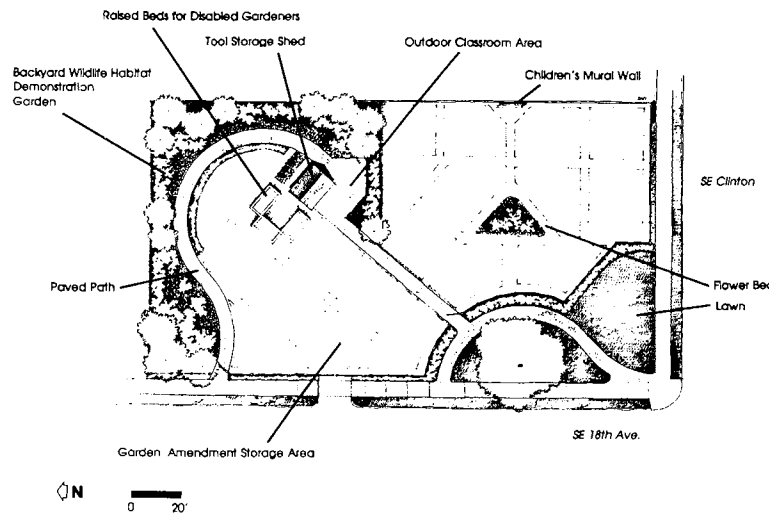 Raised Beds for Disabled Gardeners
Tool Storage Shed
Outdoor Classroom Area
Backyard Wildlife Habitat
Demonstration
Garden
Children's Mural Wall
SE Clinton
Paved Path
Flower Bed
Lawn
SE 18th Ave.
Garden Amendment Storage Area
N
0 20'